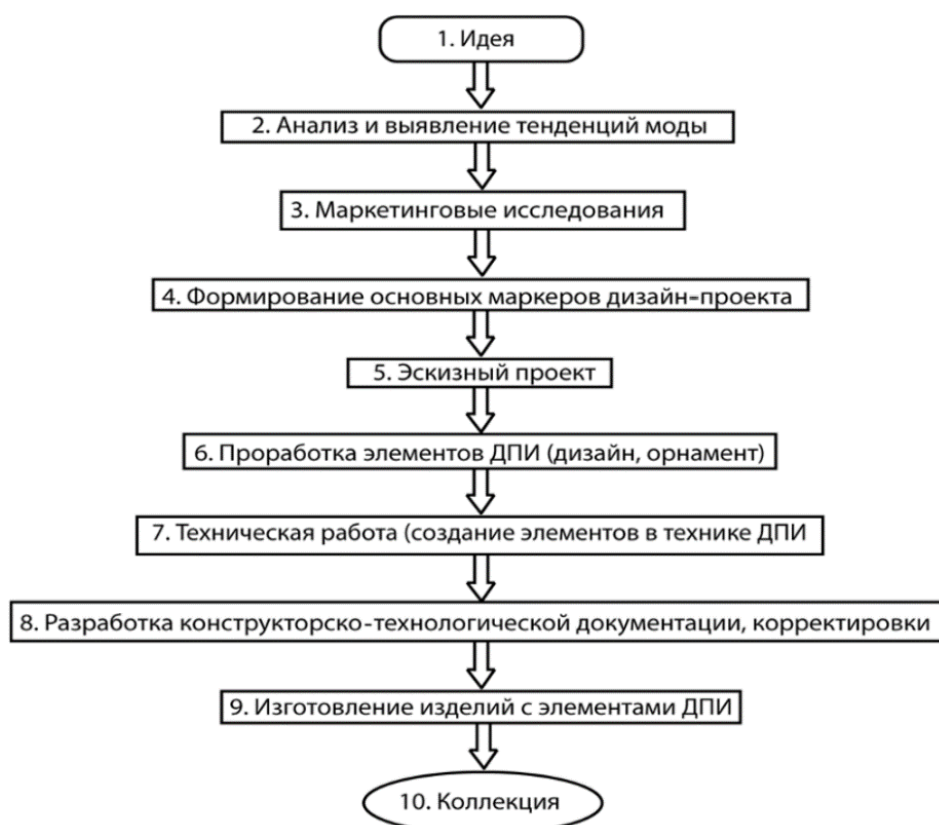 1. Идея
2. Анализ и выявление тенденций моды
3. Маркетинговые исследования
4. Формирование основных маркеров дизайн-проекта
5. Эскизный проект
6. Проработка элементов ДПИ (дизайн, орнамент)
7. Техническая работа (создание элементов в технике ДПИ
8. Разработка конструкторско-технологической документации, корректировки
9. Изготовление изделий с элементами ДПИ
10. Коллекция